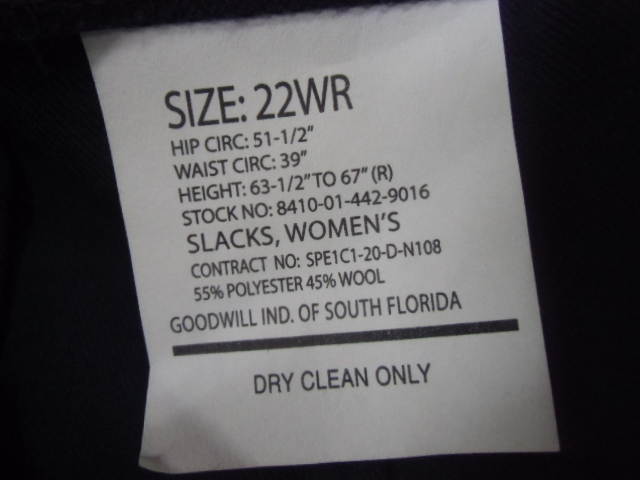 SIZE: 22WR
HIP CIRC: 51-1/2"
WAIST CIRC: 39"
HEIGHT: 63-1/2" TO 67" (R)
STOCK NO: 8410-01-442-9016
SLACKS, WOMEN'S
CONTRACT NO: SPE1C1-20-D-N108
55% POLYESTER 45% WOOL
GOODWILL IND. OF SOUTH FLORIDA
DRY CLEAN ONLY